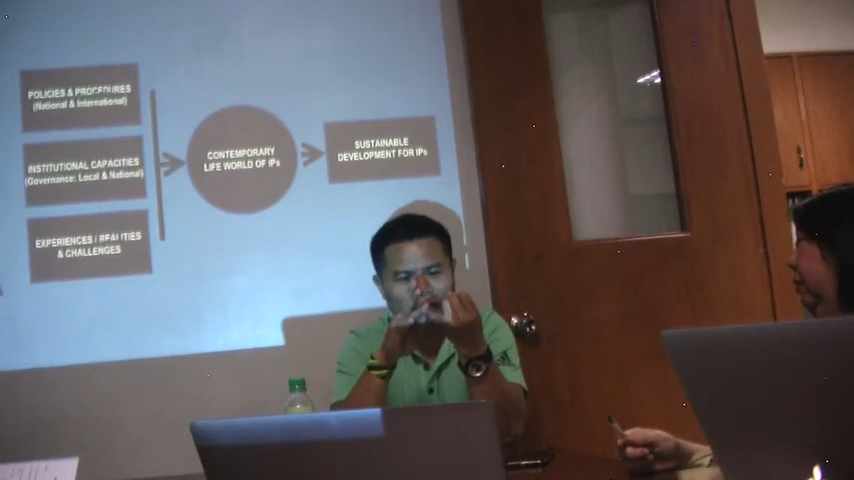 POLICIES & PROCEDURES
(National & International)
INSTITUTIONAL CAPACITIES
(Governance: Local & National)
EXPERIENCES / REALITIES
& CHALLENGES
CONTEMPORARY
LIFE WORLD OF IPs
SUSTAINABLE
DEVELOPMENT FOR IPs